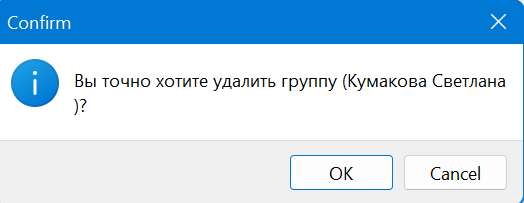 Confirm
Вы точно хотите удалить группу (Кумакова Светлана
)?
OK
Cancel